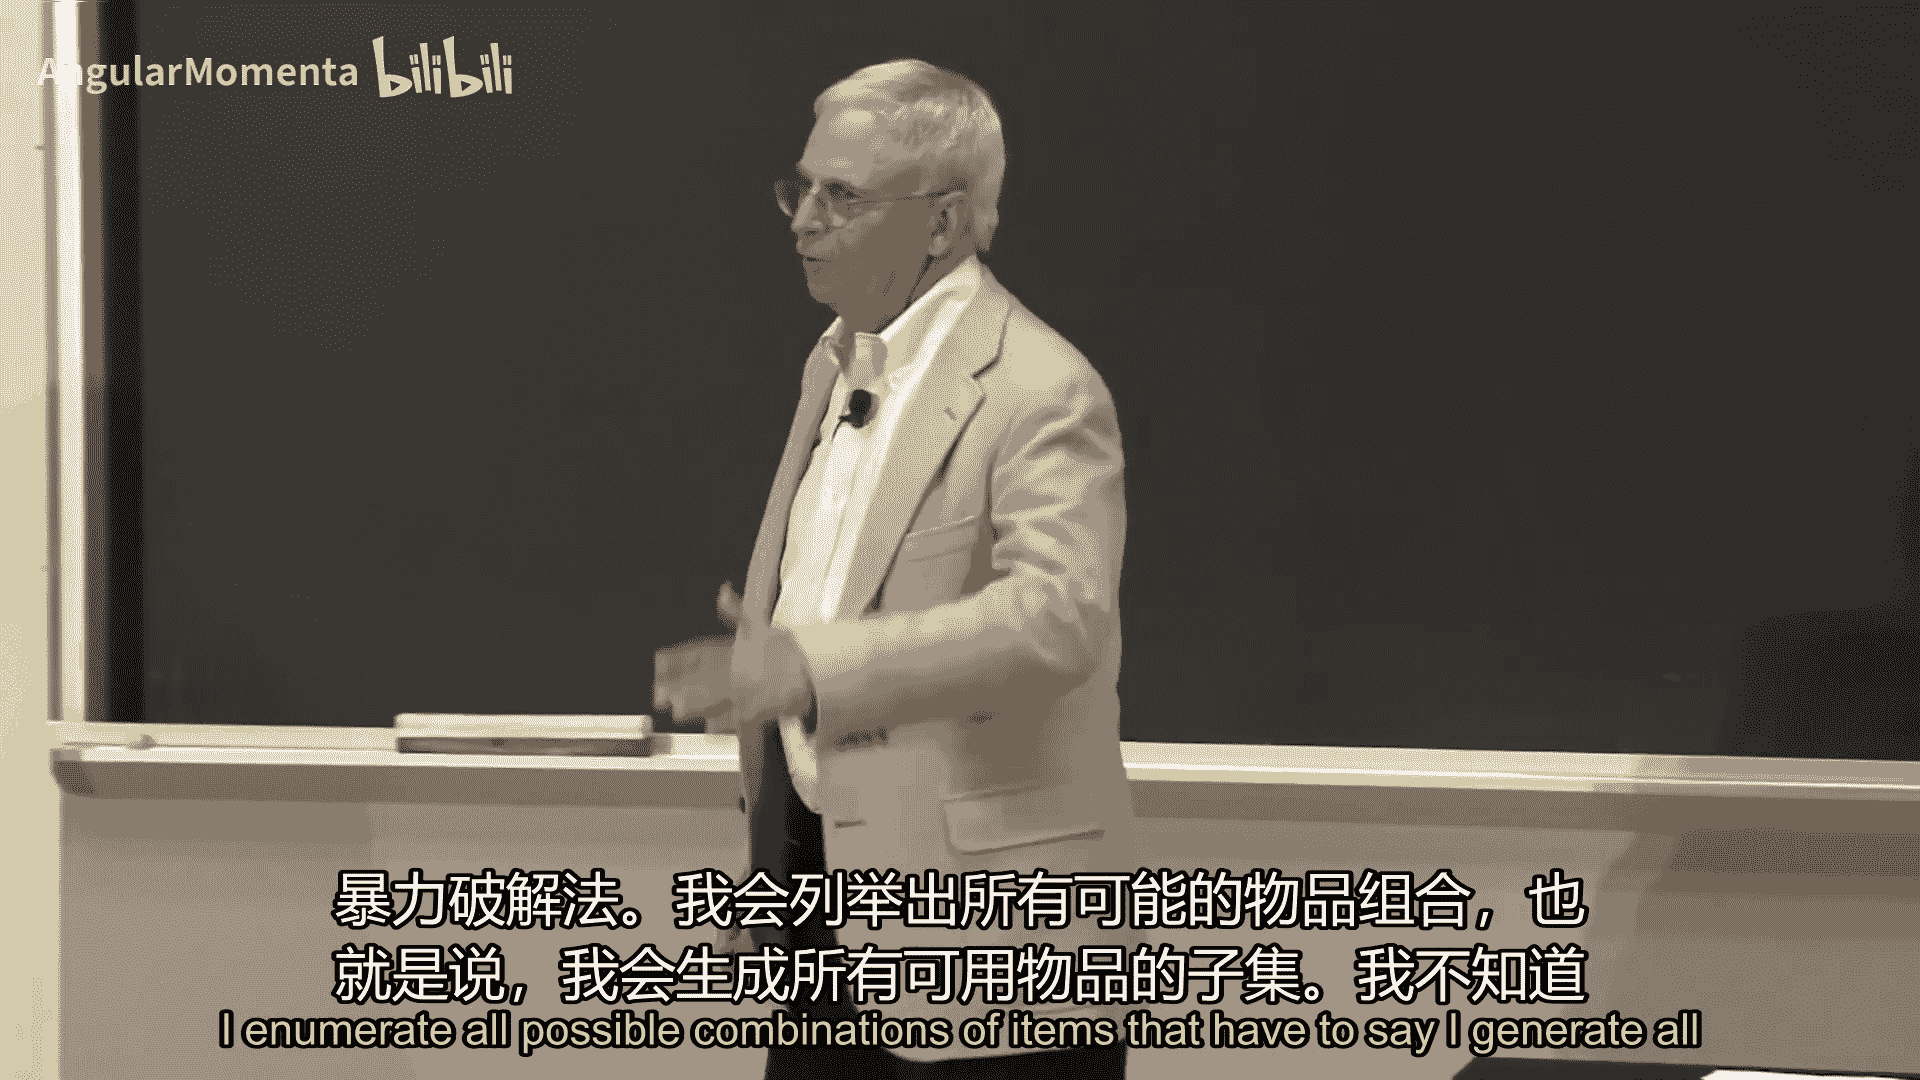 AngularMomenta bilibili
暴力破解法。我会列举出所有可能的物品组合，也
就是说，我会生成所有可用物品的子集。我不知道
I enumerate all possible combinations of items that have to say I generate all